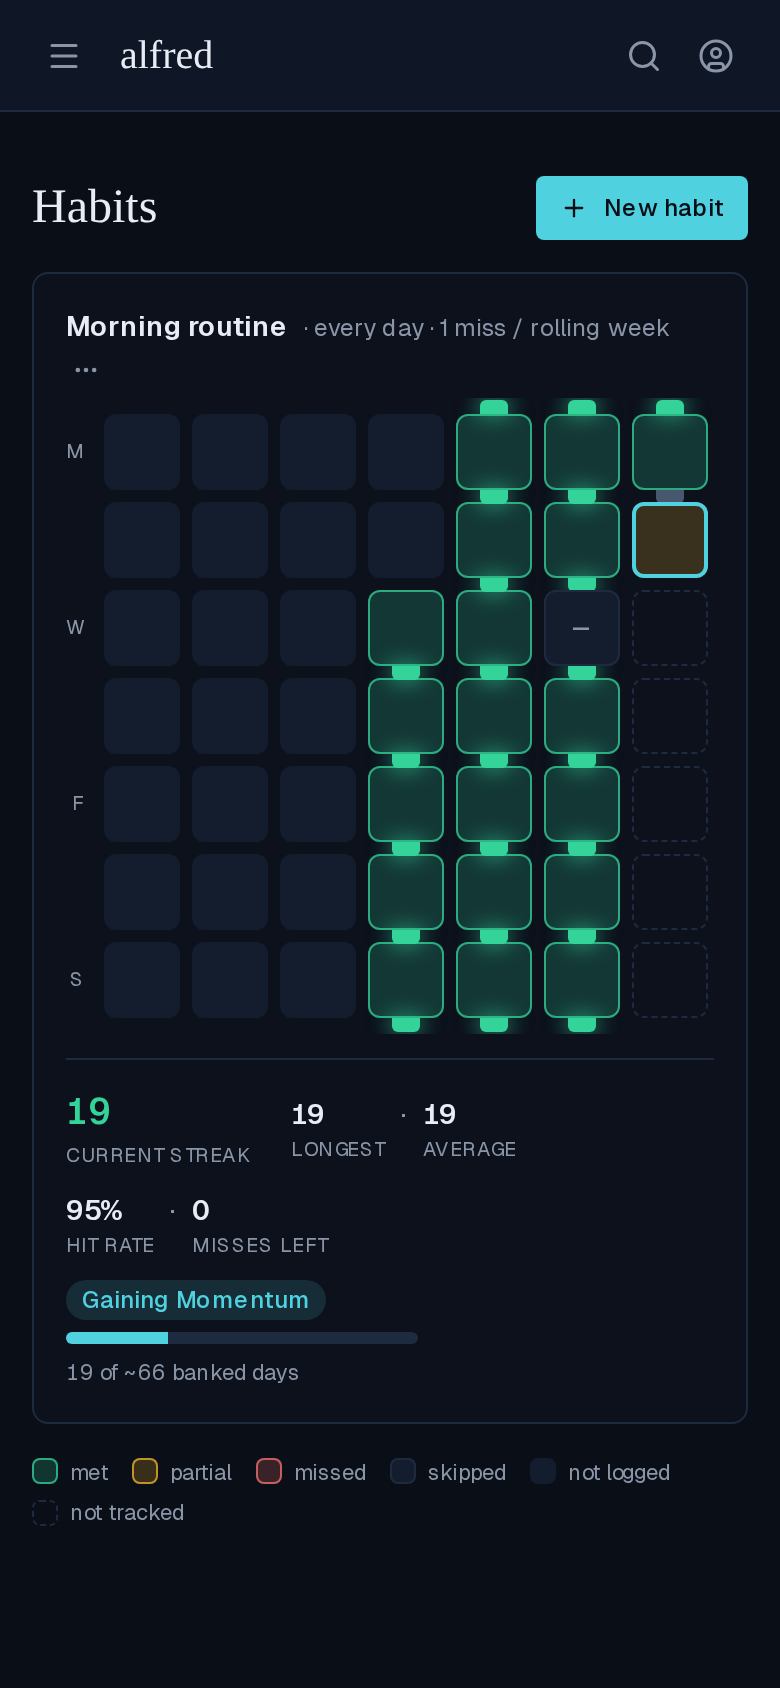 alfred
Habits
New habit
Morning routine · every day · 1 miss / rolling week
...
M
W
–
F
S
19 19 · 19
CURRENT STREAK LONGEST AVERAGE
95% · 0
HIT RATE MISSES LEFT
Gaining Momentum
19 of ~66 banked days
met partial missed skipped not logged
not tracked